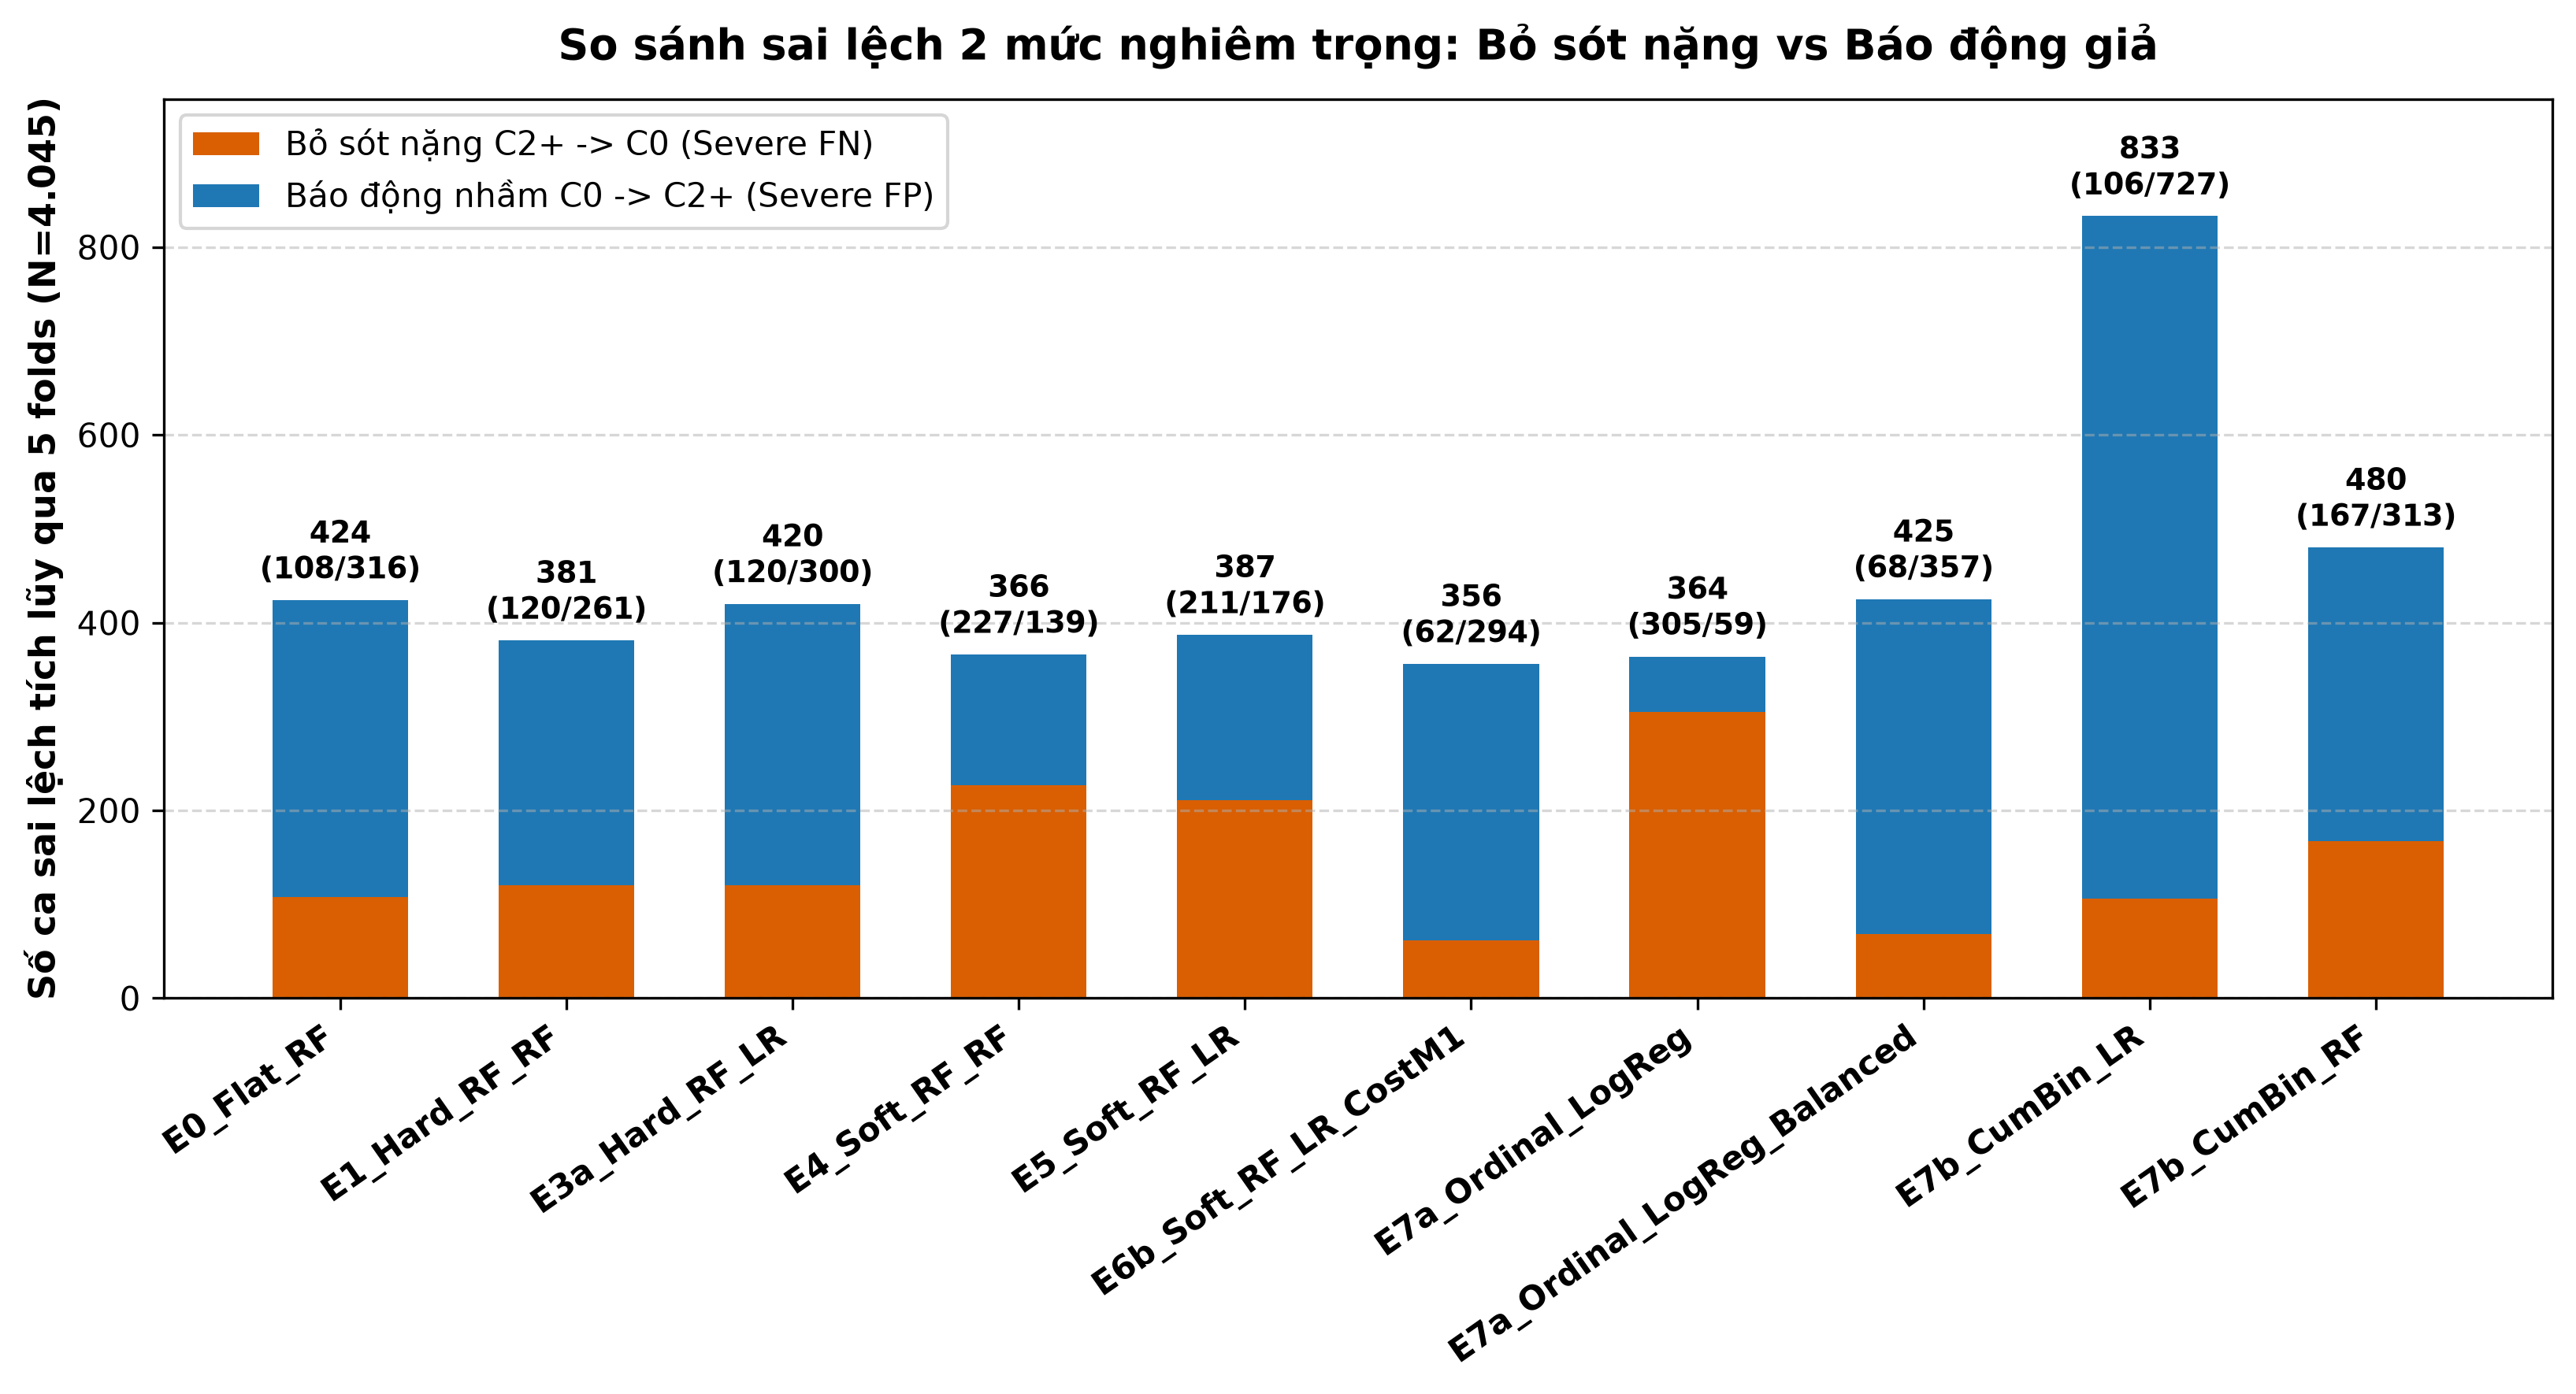 So sánh sai lệch 2 mức nghiêm trọng: Bỏ sót nặng vs Báo động giả
Số ca sai lệch tích lũy qua 5 folds (N=4.045)
Bỏ sót nặng C2+ -> C0 (Severe FN)
Báo động nhầm C0 -> C2+ (Severe FP)
800
600
400
200
0
424
(108/316)
381
(120/261)
420
(120/300)
366
(227/139)
387
(211/176)
356
(62/294)
364
(305/59)
425
(68/357)
833
(106/727)
480
(167/313)
E0_Flat_RF
E1_Hard_RF_RF
E3a_Hard_RF_LR
E4_Soft_RF_RF
E5_Soft_RF_LR
E6b_Soft_RF_LR_CostM1
E7a_Ordinal_LogReg
E7a_Ordinal_LogReg_Balanced
E7b_CumBin_LR
E7b_CumBin_RF